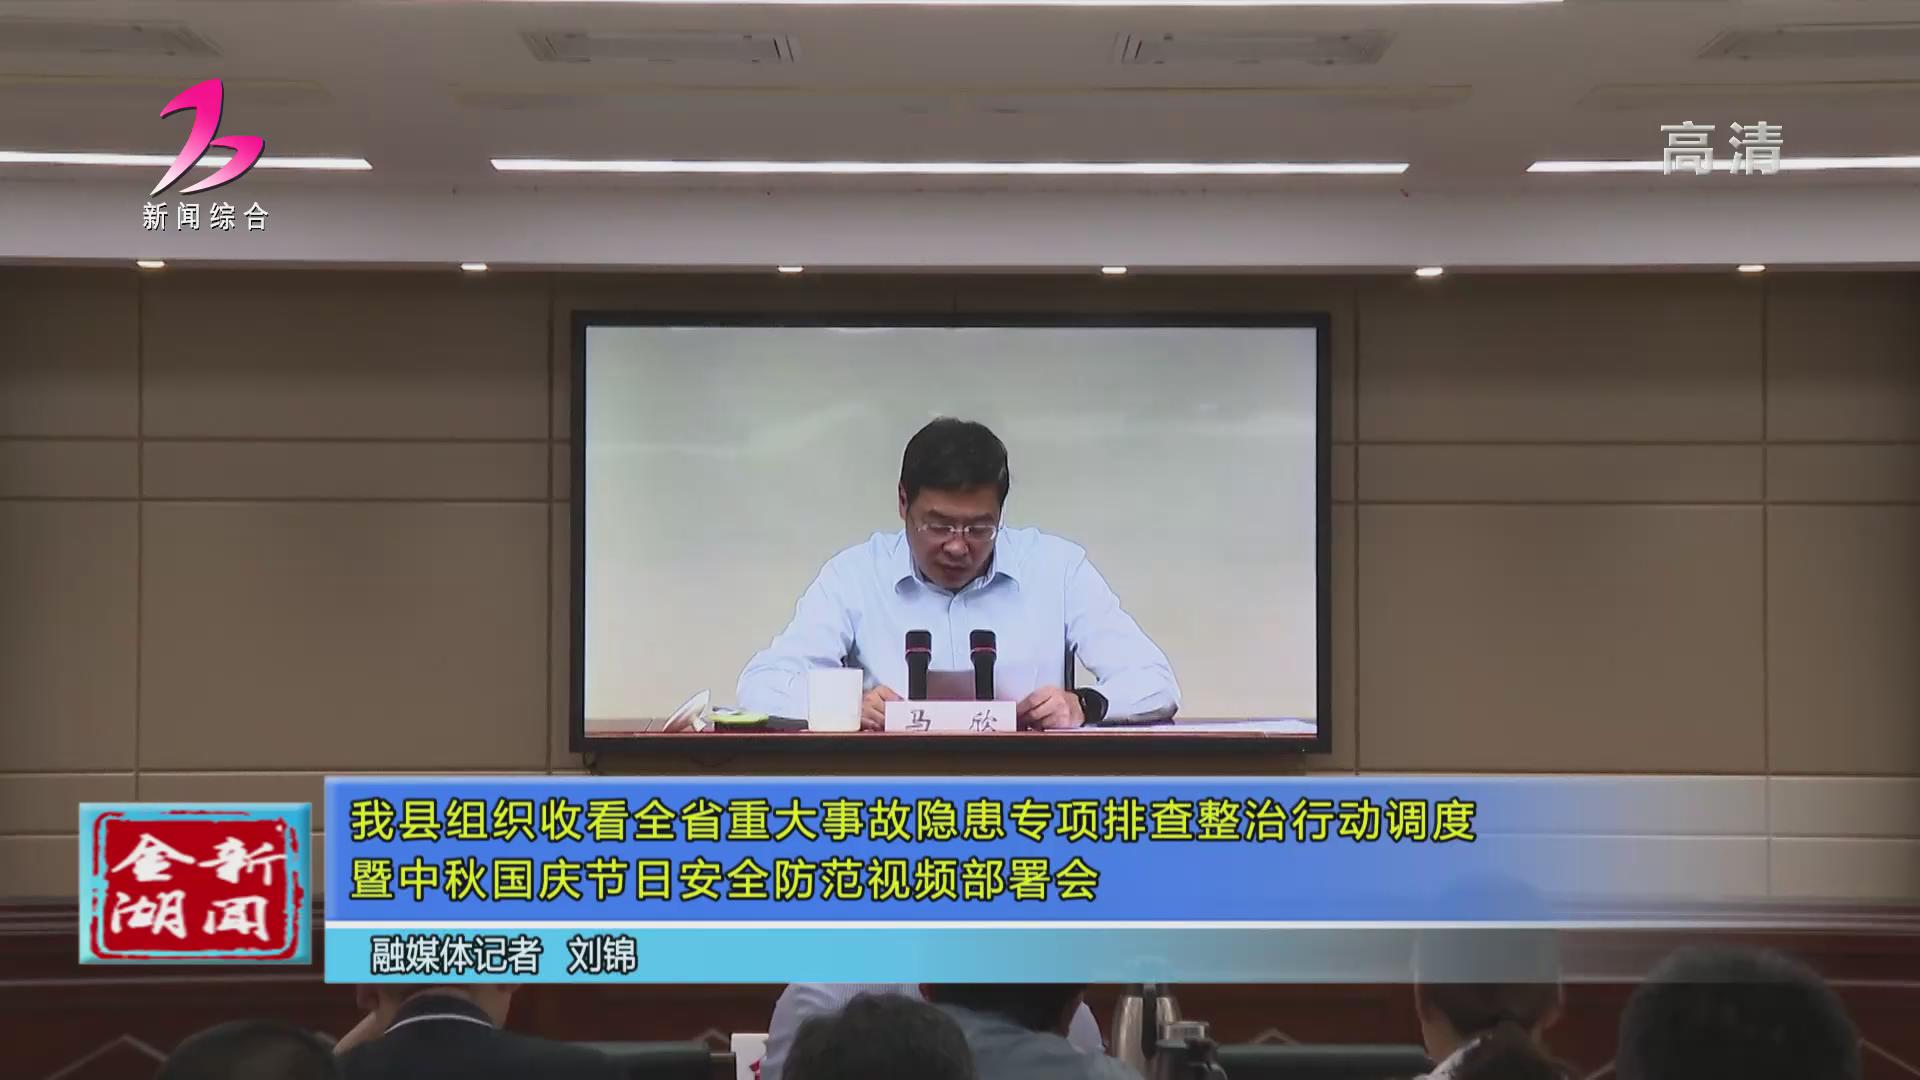 新闻综合
高清
马 欣
我县组织收看全省重大事故隐患专项排查整治行动调度
暨中秋国庆节日安全防范视频部署会
金湖
新闻
融媒体记者 刘锦